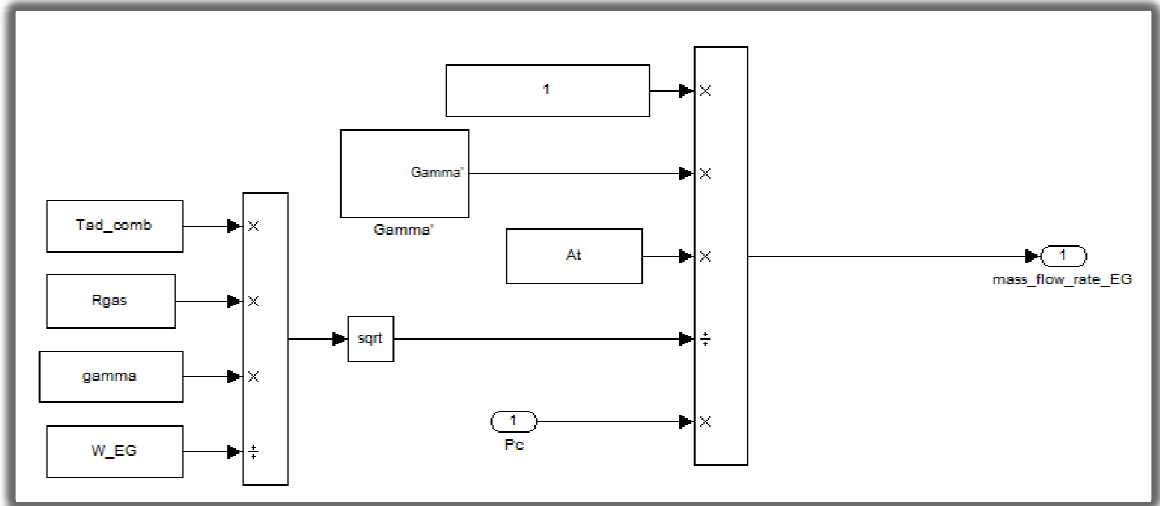 1
×
Gamma'
×
Gamma'
Tad_comb
×
At
×
1
mass_flow_rate_EG
Rgas
×
sqrt
÷
gamma
×
1
×
Pc
W_EG
÷